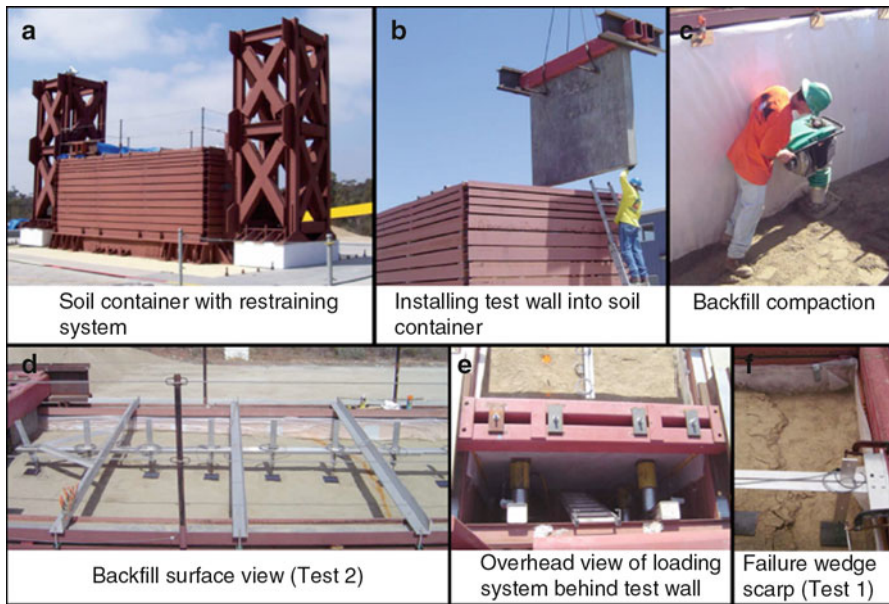 a
Soil container with restraining
system
b
Installing test wall into soil
container
c
Backfill compaction
d
Backfill surface view (Test 2)
e
Overhead view of loading
system behind test wall
f
Failure wedge
scarp (Test 1)